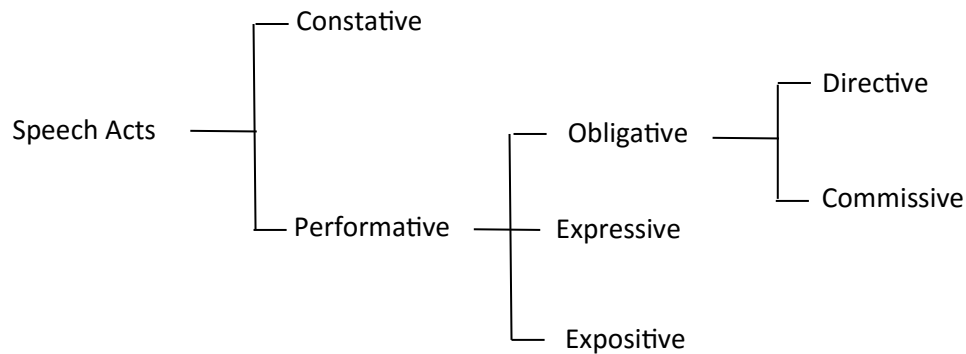 Constative
Directive
Speech Acts
Obligative
Commissive
Performative
Expressive
Expositive